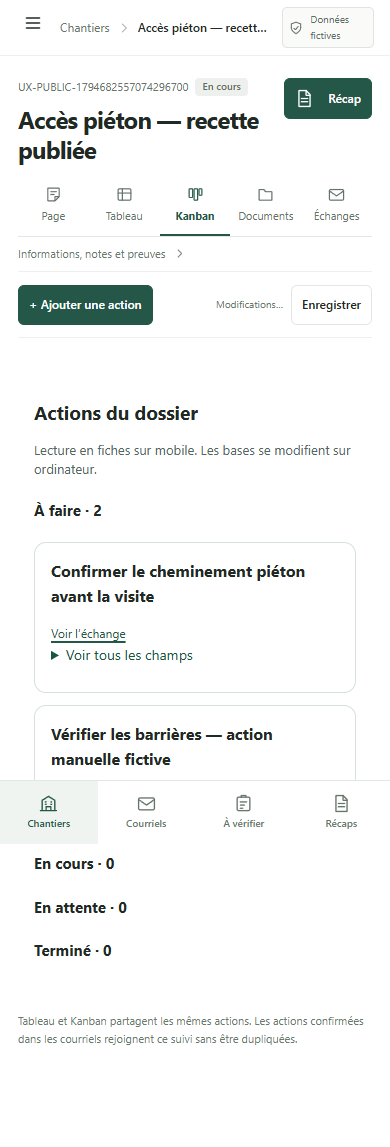 Chantiers
Accès piéton — recett...
Données
fictives
UX-PUBLIC-1794682557074296700
En cours
Accès piéton — recette
publiée
Récap
Page
Tableau
Kanban
Documents
Échanges
Informations, notes et preuves
+ Ajouter une action
Modifications...
Enregistrer
Actions du dossier
Lecture en fiches sur mobile. Les bases se modifient sur
ordinateur.
À faire · 2
Confirmer le cheminement piéton
avant la visite
Voir l'échange
Voir tous les champs
Vérifier les barrières — action
manuelle fictive
Chantiers
Courriels
À vérifier
Récaps
En cours · 0
En attente · 0
Terminé · 0
Tableau et Kanban partagent les mêmes actions. Les actions confirmées
dans les courriels rejoignent ce suivi sans être dupliquées.